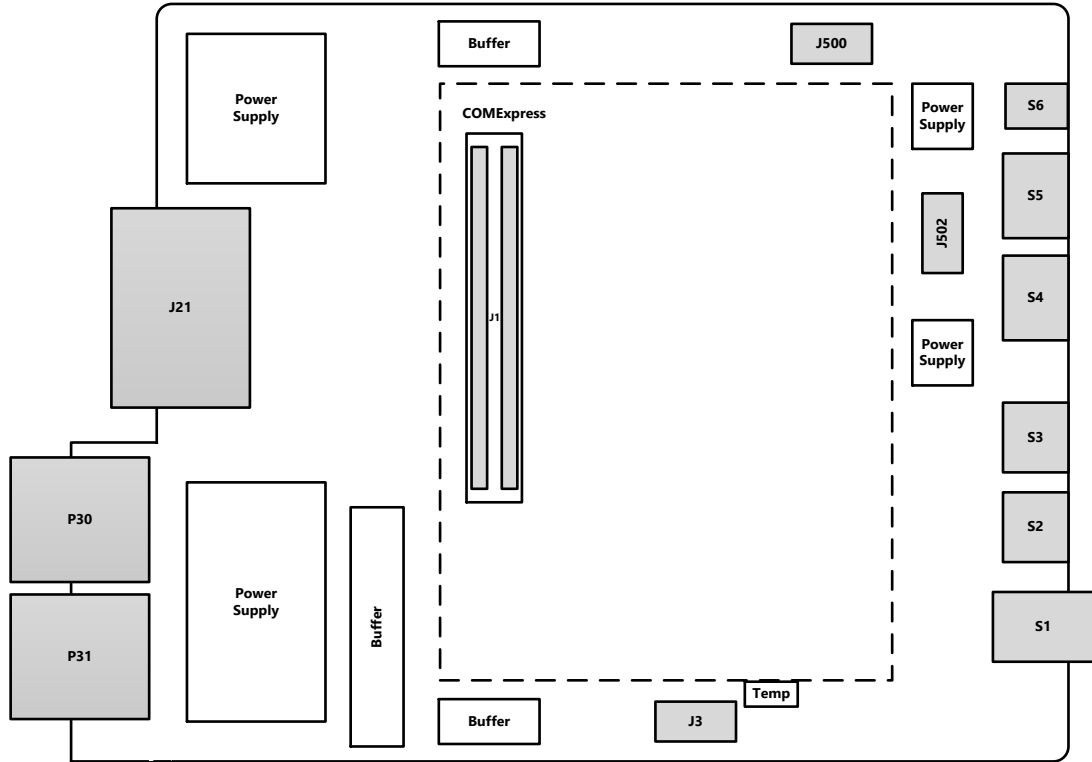 Buffer
J500
Power
Supply
COMExpress
Power
Supply
S6
S5
J502
J21
J1
S4
Power
Supply
S3
P30
S2
Power
Supply
Buffer
S1
P31
Temp
Buffer
J3